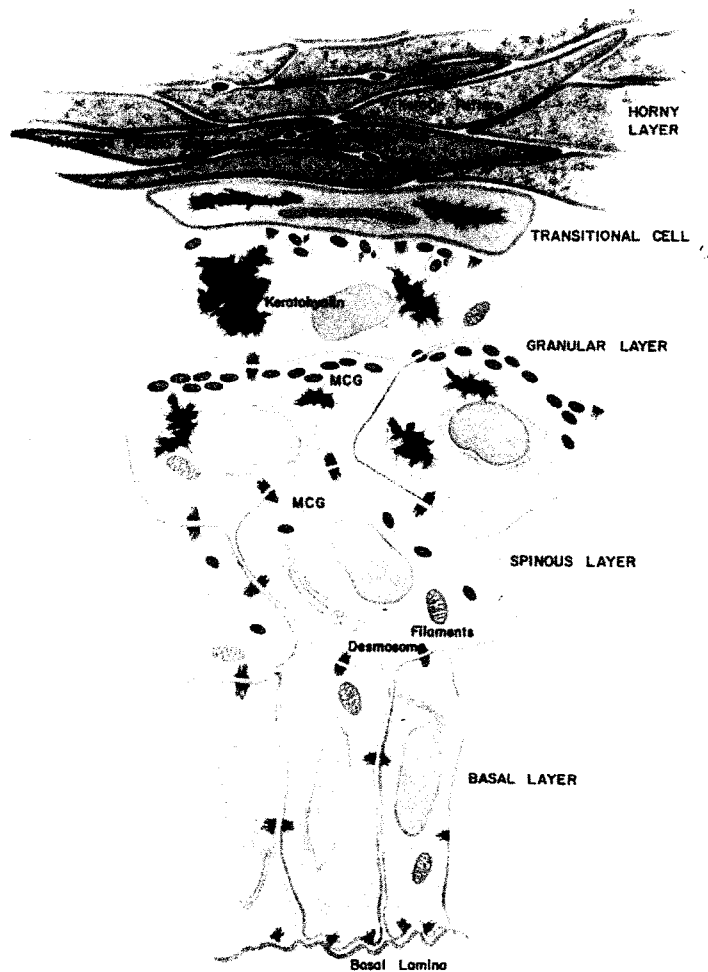 HORNY
LAYER
TRANSITIONAL CELL
Keratohyalin
GRANULAR LAYER
MCG
MCG
SPINOUS LAYER
Filaments
Desmosome
BASAL LAYER
Basal Lamina